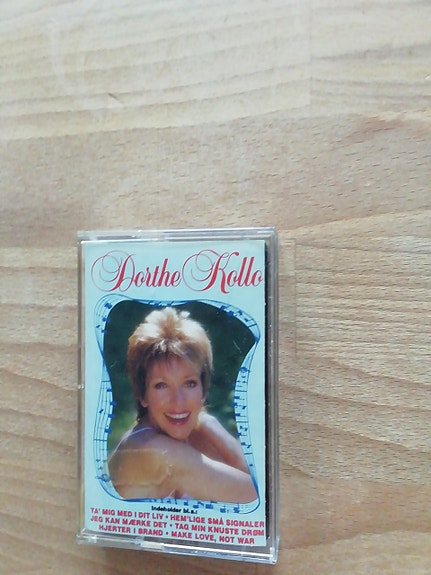 Dorthe Kollo
Indeholder bl.a.:
TA' MIG MED I DIT LIV • HEM'LIGE SMÅ SIGNALER
JEG KAN MÆRKE DET • TAG MIN KNUSTE DRØM
HJERTER I BRAND • MAKE LOVE, NOT WAR